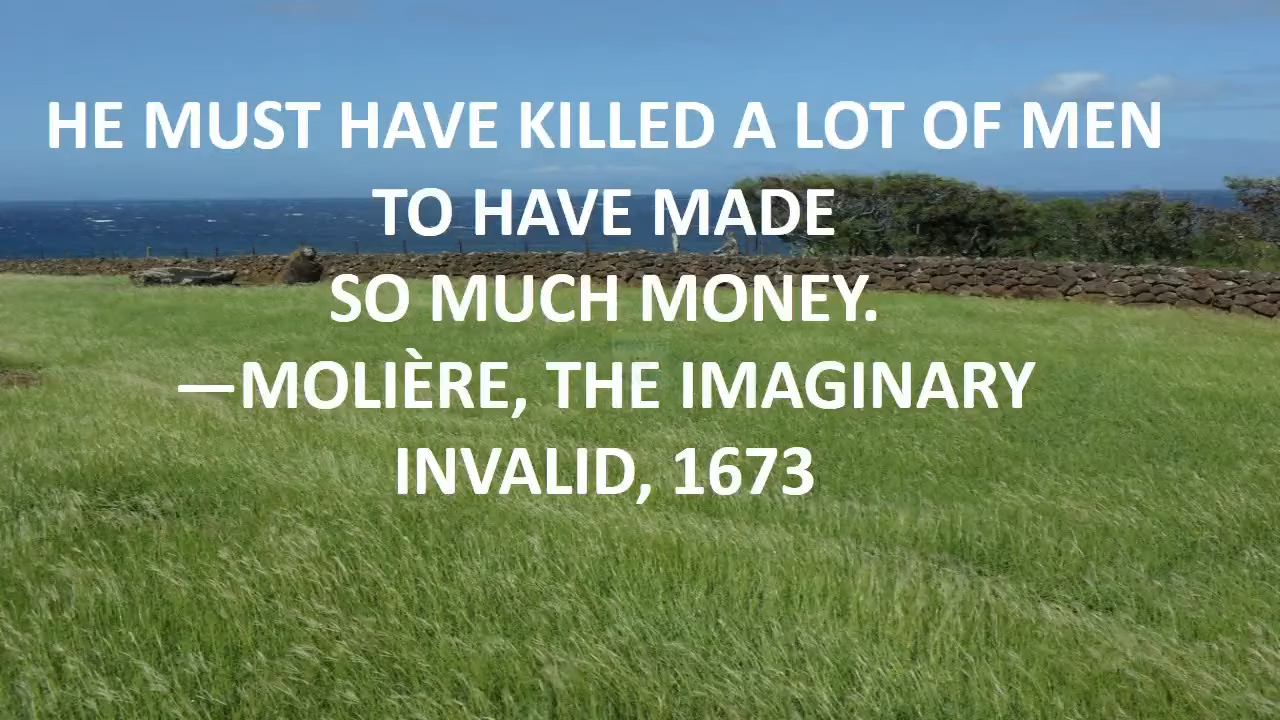 HE MUST HAVE KILLED A LOT OF MEN
TO HAVE MADE
SO MUCH MONEY.
—MOLIÈRE, THE IMAGINARY
INVALID, 1673